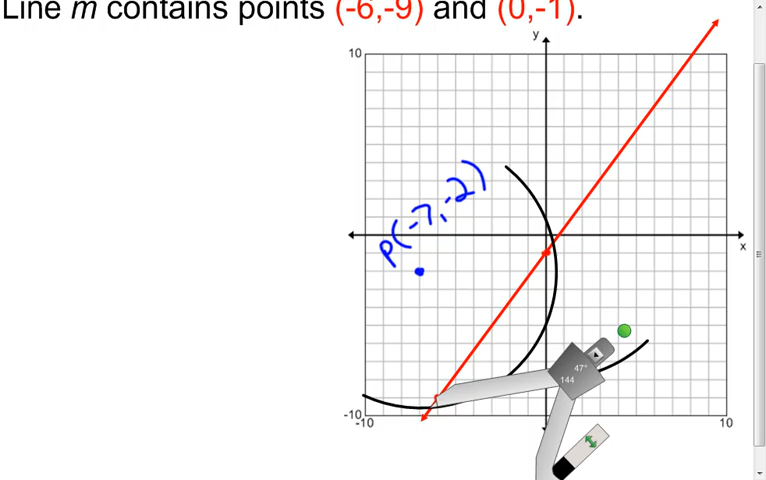 Line m contains points (-6,-9) and (0,-1).
y
10
P(-7,-2)
x
47°
144
-10
-10
10